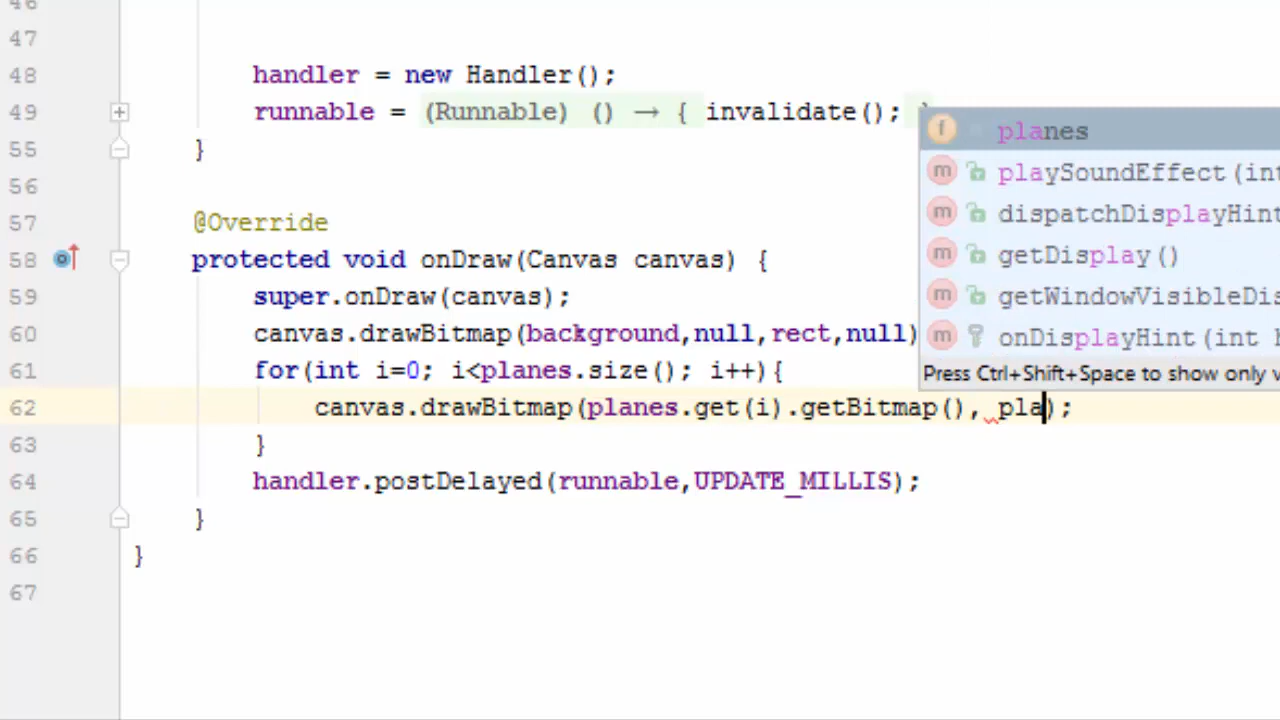 46
47
48 handler = new Handler();
49 runnable = (Runnable) () → { invalidate(); }
55 }
56
57 @Override
58 protected void onDraw(Canvas canvas) {
59 super.onDraw(canvas);
60 canvas.drawBitmap(background,null,rect,null)
61 for(int i=0; i<planes.size(); i++){
62 canvas.drawBitmap(planes.get(i).getBitmap(), pla);
63 }
64 handler.postDelayed(runnable,UPDATE_MILLIS);
65 }
66 }
67
f planes
m playSoundEffect(int
m dispatchDisplayHint
m getDisplay()
m getWindowVisibleDis
m onDisplayHint(int h
Press Ctrl+Shift+Space to show only v